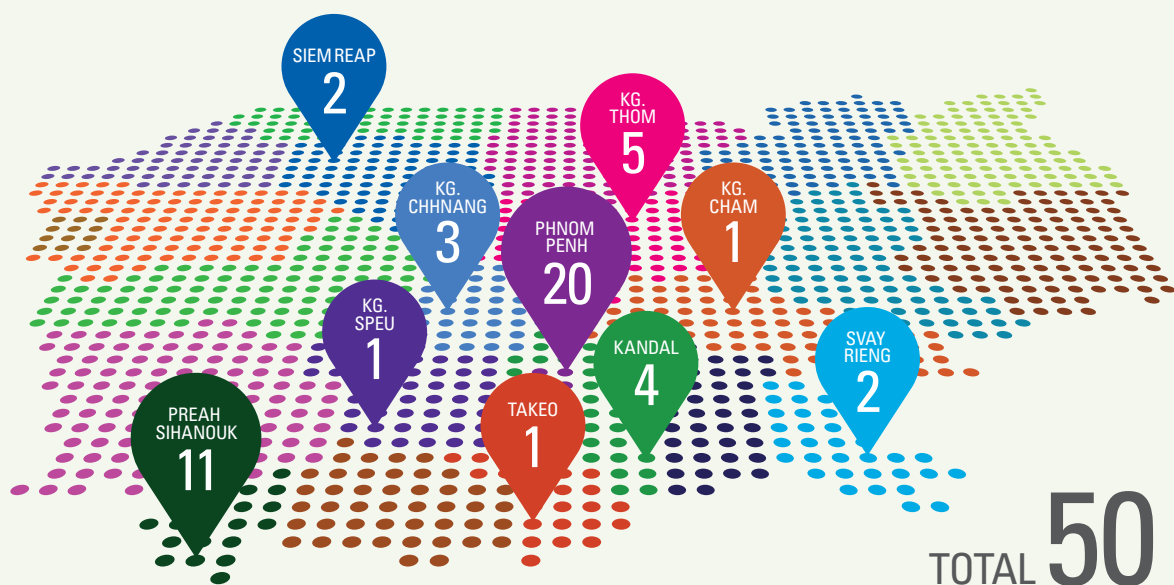 SIEM REAP
2
KG.
THOM
5
KG.
CHHNANG
3
KG.
CHAM
1
PHNOM
PENH
20
KG.
SPEU
1
KANDAL
4
SVAY
RIENG
2
PREAH
SIHANOUK
11
TAKEO
1
TOTAL 50